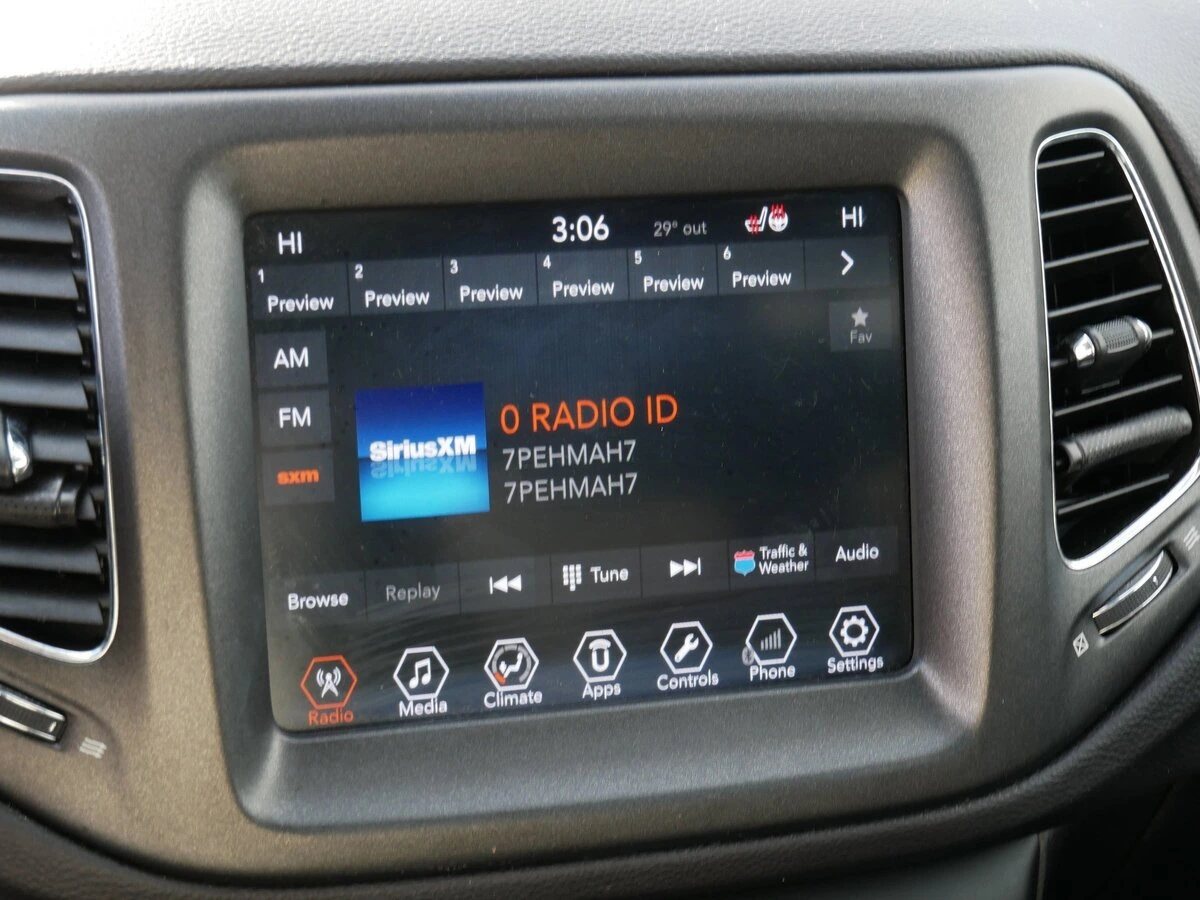 HI 3:06 29° out HI
1 Preview 2 Preview 3 Preview 4 Preview 5 Preview 6 Preview
Fav
AM
FM
sxm
SiriusXM
0 RADIO ID
7PEHMAH7
7PEHMAH7
Browse Replay Tune Traffic & Weather Audio
Radio Media Climate Apps Controls Phone Settings